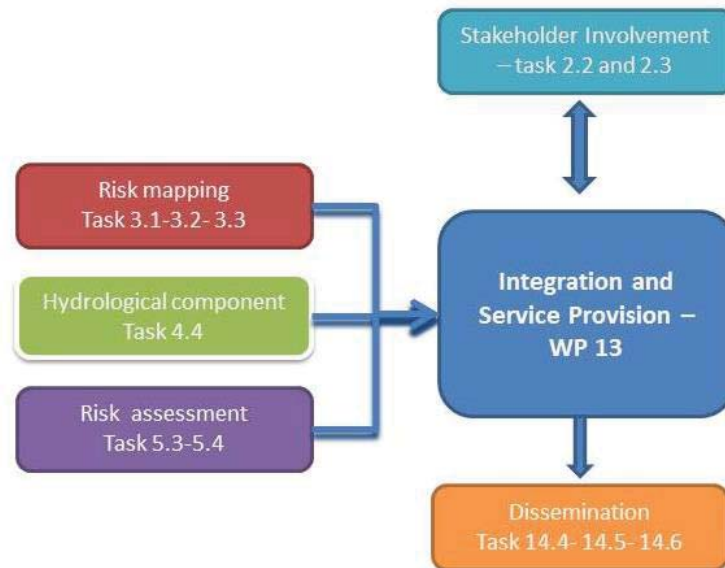 Stakeholder Involvement
– task 2.2 and 2.3
Risk mapping
Task 3.1-3.2- 3.3
Hydrological component
Task 4.4
Risk assessment
Task 5.3-5.4
Integration and
Service Provision –
WP 13
Dissemination
Task 14.4- 14.5- 14.6